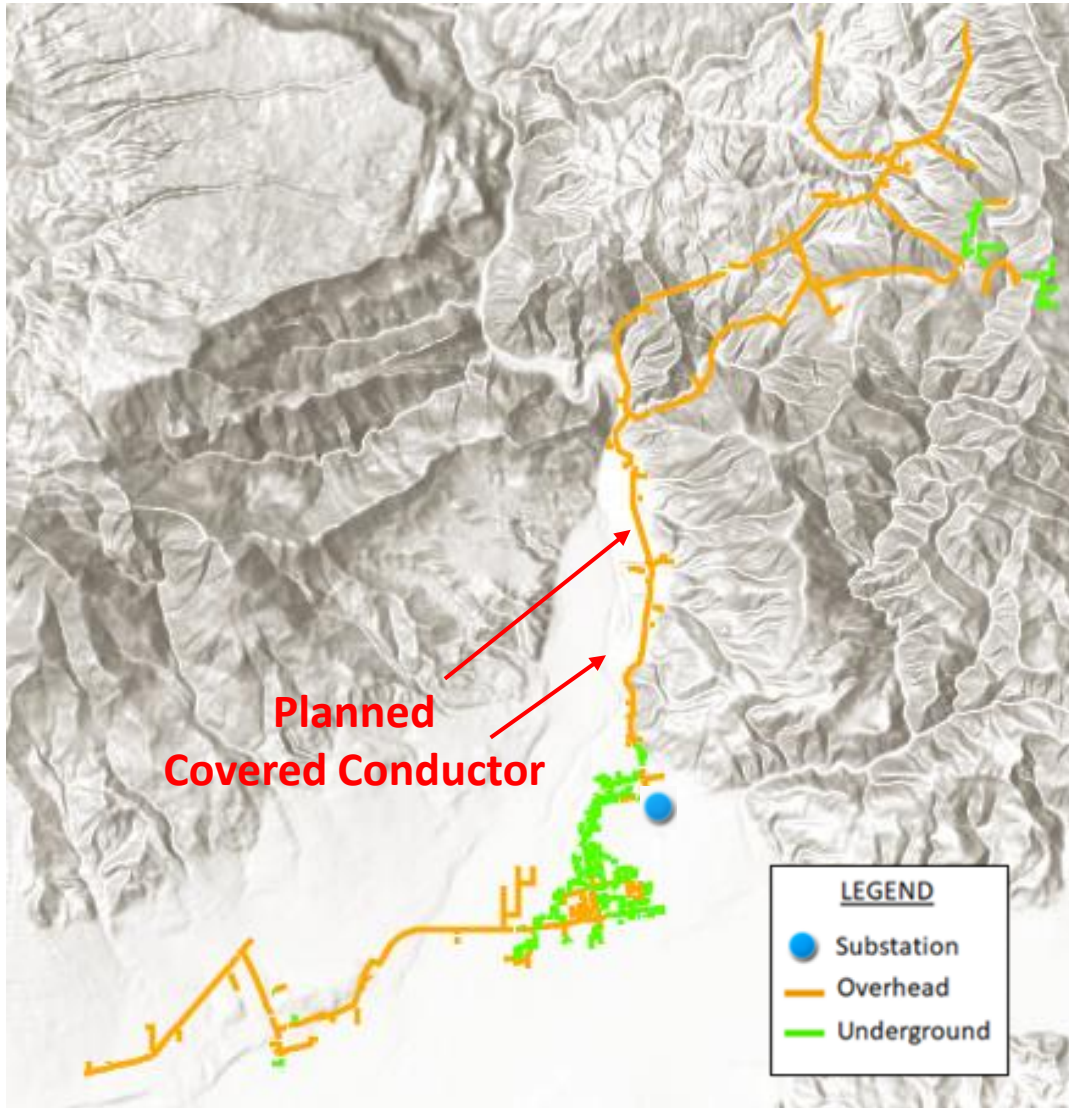 Planned
Covered Conductor
LEGEND
Substation
Overhead
Underground